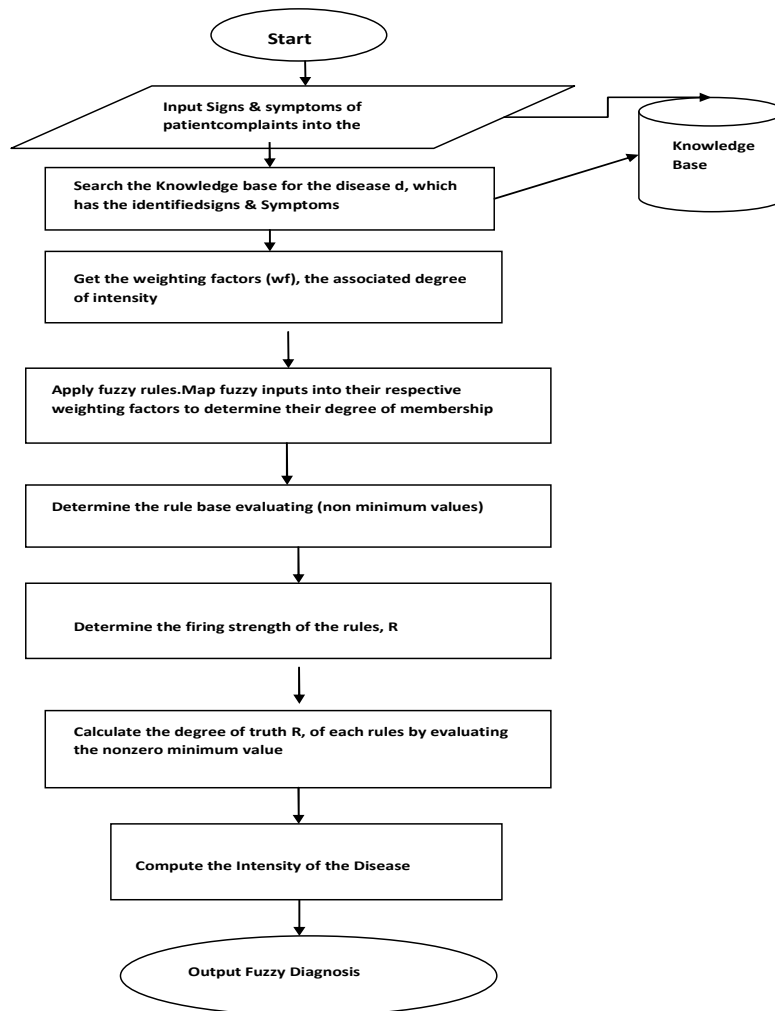 Start
Input Signs & symptoms of
patientcomplaints into the
Knowledge
Base
Search the Knowledge base for the disease d, which
has the identifiedsigns & Symptoms
Get the weighting factors (wf), the associated degree
of intensity
Apply fuzzy rules.Map fuzzy inputs into their respective
weighting factors to determine their degree of membership
Determine the rule base evaluating (non minimum values)
Determine the firing strength of the rules, R
Calculate the degree of truth R, of each rules by evaluating
the nonzero minimum value
Compute the Intensity of the Disease
Output Fuzzy Diagnosis